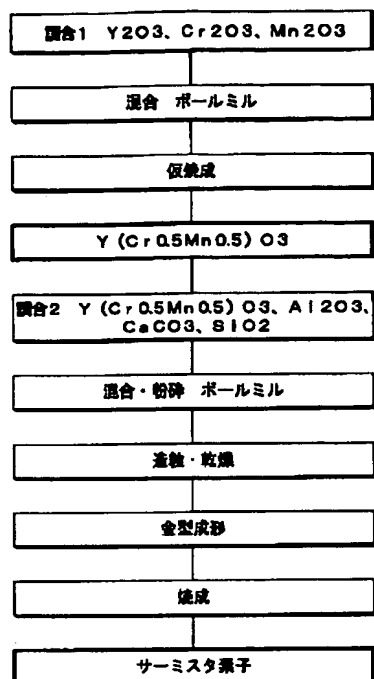 調合1 Y2O3、Cr2O3、Mn2O3
混合 ボールミル
仮焼成
Y(Cr0.5Mn0.5)O3
調合2 Y(Cr0.5Mn0.5)O3、Al2O3、
CaCO3、SiO2
混合・粉砕 ボールミル
造粒・乾燥
金型成形
焼成
サーミスタ素子